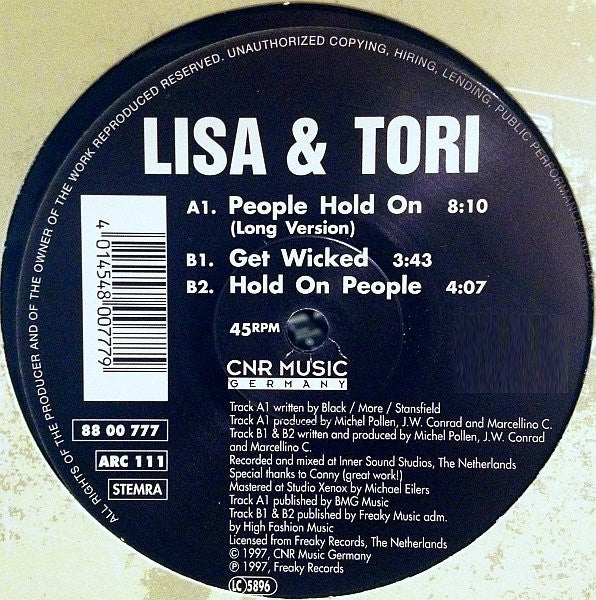 ALL RIGHTS OF THE PRODUCER AND OF THE OWNER OF THE WORK REPRODUCED RESERVED. UNAUTHORIZED COPYING, HIRING, LENDING, PUBLIC PERFORMANCE
LISA & TORI
A1. People Hold On 8:10
(Long Version)
B1. Get Wicked 3:43
B2. Hold On People 4:07
4 014548 007779
45RPM
CNR MUSIC
GERMANY
88 00 777
ARC 111
STEMRA
Track A1 written by Black / More / Stansfield
Track A1 produced by Michel Pollen, J.W. Conrad and Marcellino C.
Track B1 & B2 written and produced by Michel Pollen, J.W. Conrad
and Marcellino C.
Recorded and mixed at Inner Sound Studios, The Netherlands
Special thanks to Conny (great work!)
Mastered at Studio Xenox by Michael Eilers
Track A1 published by BMG Music
Track B1 & B2 published by Freaky Music adm.
by High Fashion Music
Licensed from Freaky Records, The Netherlands
© 1997, CNR Music Germany
℗ 1997, Freaky Records
LC 5896